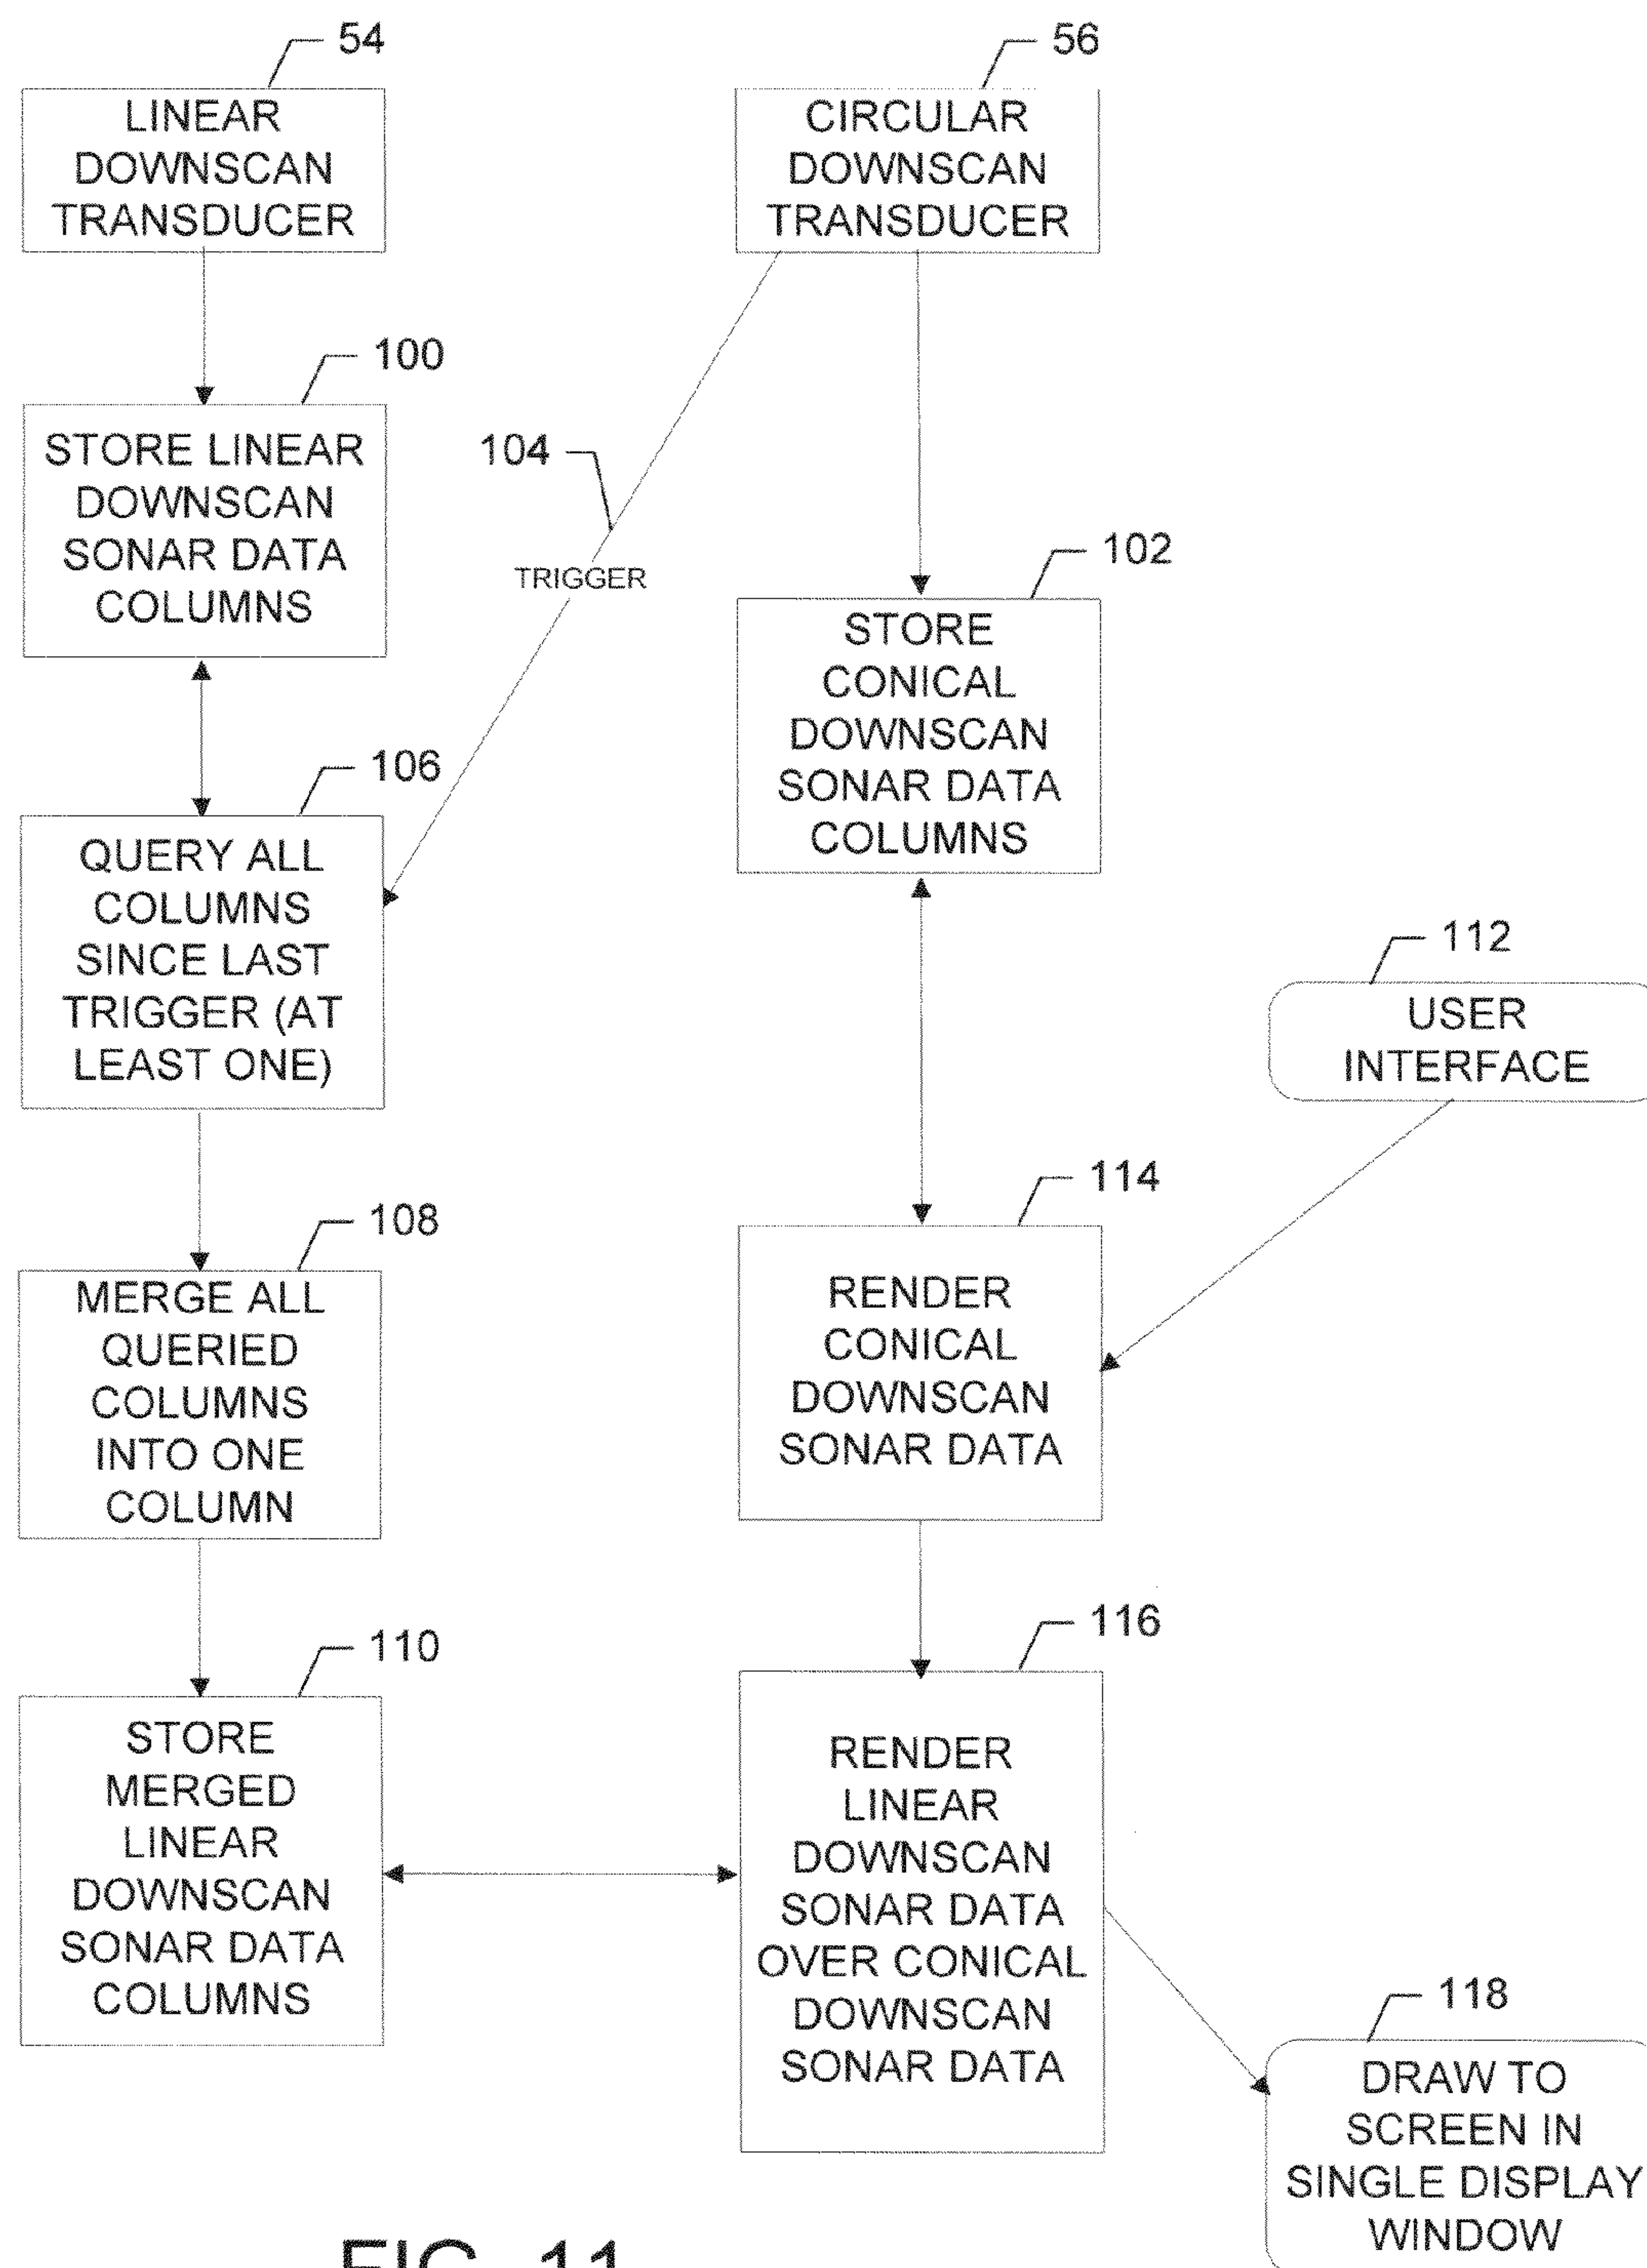 54
LINEAR
DOWNSCAN
TRANSDUCER
56
CIRCULAR
DOWNSCAN
TRANSDUCER
100
STORE LINEAR
DOWNSCAN
SONAR DATA
COLUMNS
104
TRIGGER
102
STORE
CONICAL
DOWNSCAN
SONAR DATA
COLUMNS
106
QUERY ALL
COLUMNS
SINCE LAST
TRIGGER (AT
LEAST ONE)
112
USER
INTERFACE
108
MERGE ALL
QUERIED
COLUMNS
INTO ONE
COLUMN
114
RENDER
CONICAL
DOWNSCAN
SONAR DATA
110
STORE
MERGED
LINEAR
DOWNSCAN
SONAR DATA
COLUMNS
116
RENDER
LINEAR
DOWNSCAN
SONAR DATA
OVER CONICAL
DOWNSCAN
SONAR DATA
118
DRAW TO
SCREEN IN
SINGLE DISPLAY
WINDOW
FIG. 11